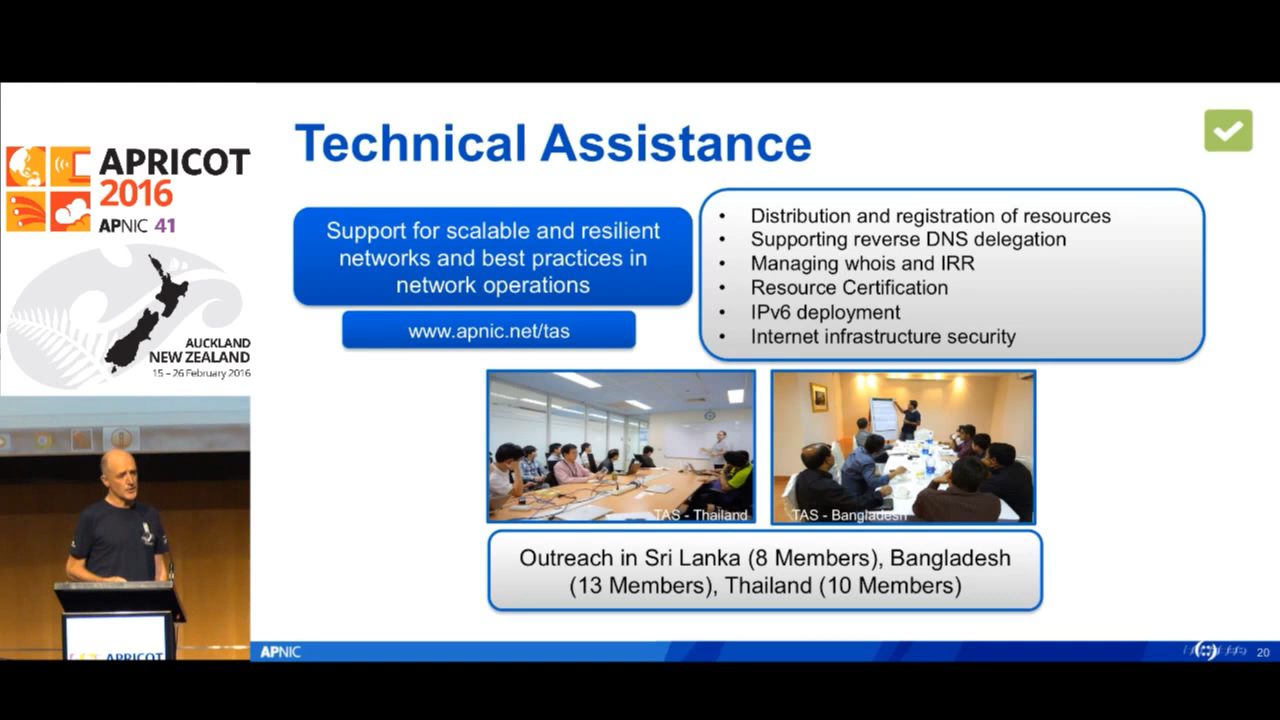 APRICOT
2016
APNIC 41
AUCKLAND
NEW ZEALAND
15 – 26 February 2016
APRICOT
Technical Assistance
Support for scalable and resilient
networks and best practices in
network operations
www.apnic.net/tas
• Distribution and registration of resources
• Supporting reverse DNS delegation
• Managing whois and IRR
• Resource Certification
• IPv6 deployment
• Internet infrastructure security
TAS - Thailand
TAS - Bangladesh
Outreach in Sri Lanka (8 Members), Bangladesh
(13 Members), Thailand (10 Members)
APNIC
20